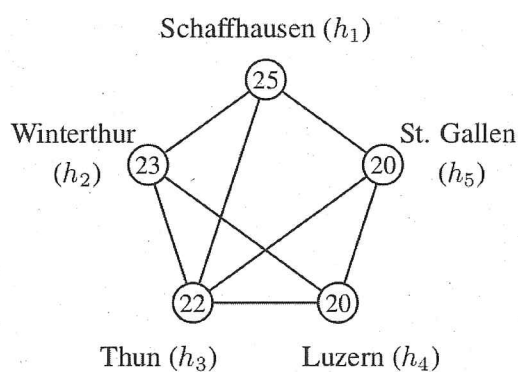 Schaffhausen (h₁)
25
Winterthur
(h₂)
23
St. Gallen
(h₅)
20
22
20
Thun (h₃)
Luzern (h₄)